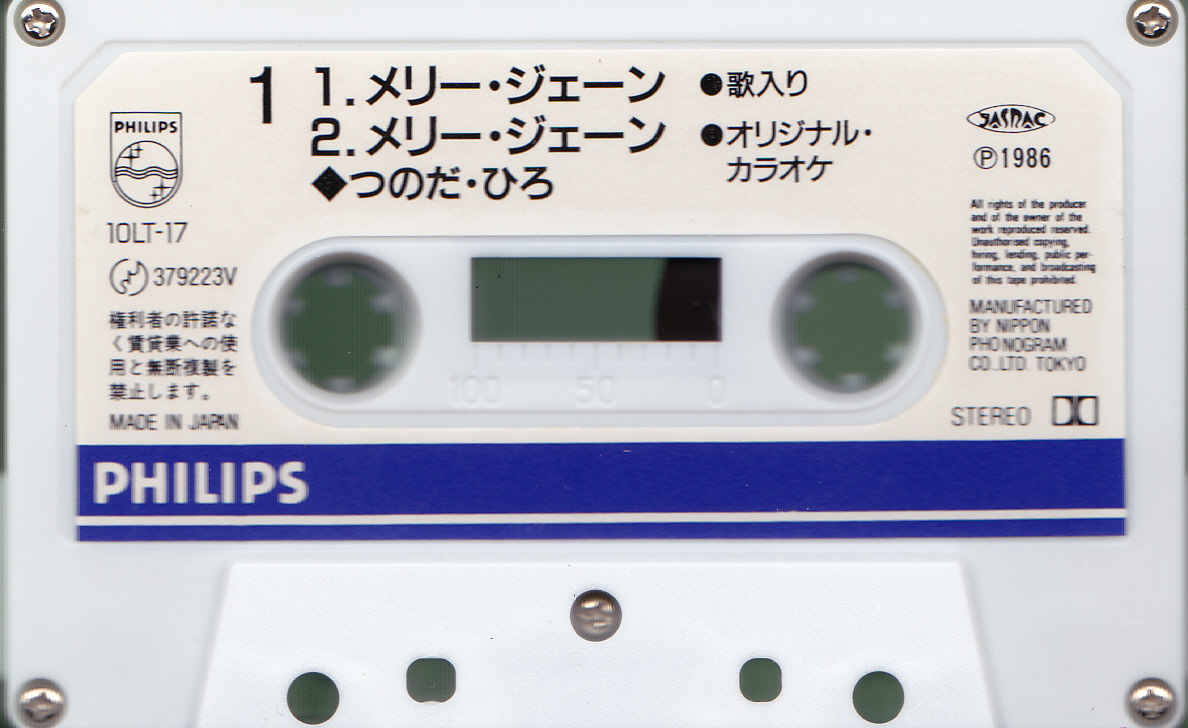 1
1.メリー・ジェーン ●歌入り
2.メリー・ジェーン ●オリジナル・
カラオケ
◆つのだ・ひろ
PHILIPS
10LT-17
379223V
権利者の許諾な
く賃貸業への使
用と無断複製を
禁止します。
MADE IN JAPAN
JASRAC
Ⓟ1986
All rights of the producer
and of the owner of the
work reproduced reserved.
Unauthorised copying,
hiring, lending, public per-
formance, and broadcasting
of this tape prohibited.
MANUFACTURED
BY NIPPON
PHONOGRAM
CO.,LTD. TOKYO
STEREO
100 50 0
PHILIPS